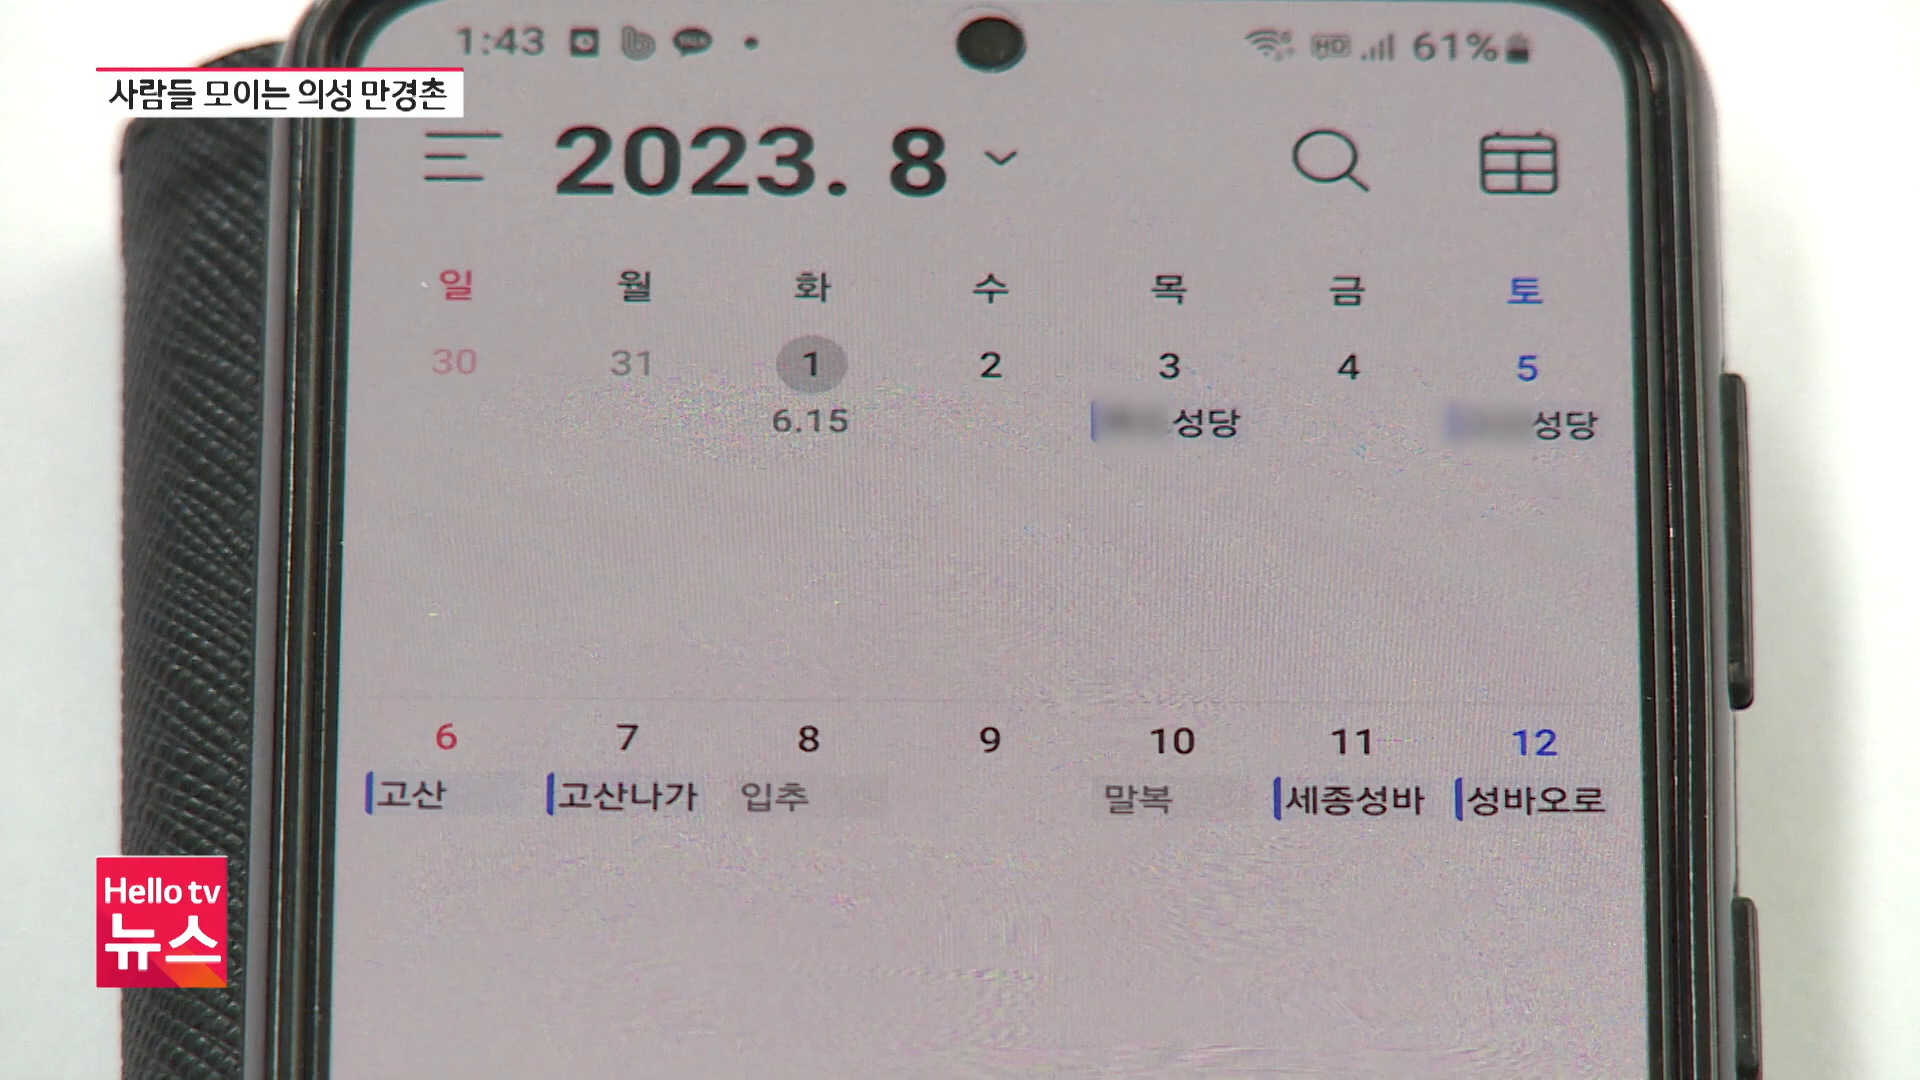 1:43 TALK HD 61%
사람들 모이는 의성 만경촌
2023. 8
일 월 화 수 목 금 토
30 31 1 2 3 4 5
6.15 성당 성당
6 7 8 9 10 11 12
고산 고산나가 입추 말복 세종성바 성바오로
Hello tv
뉴스